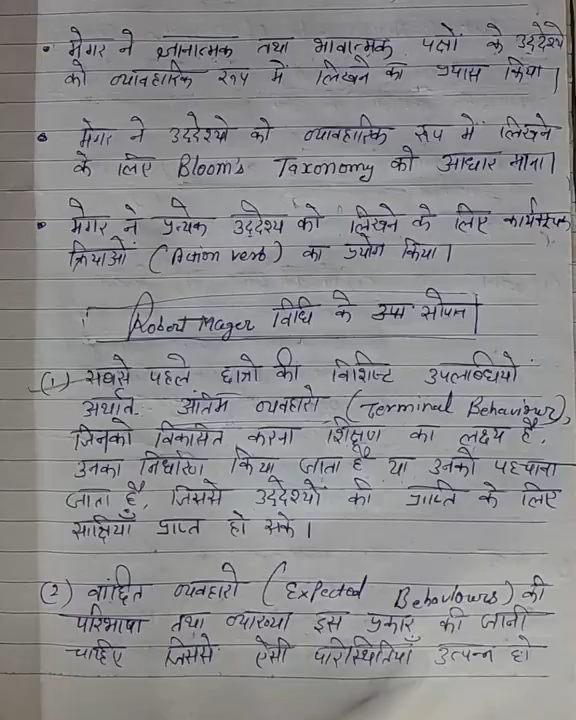 • मेगर ने ज्ञानात्मक तथा भावात्मक पक्षों के उद्देश्यो
को व्यावहारिक रूप में लिखने का प्रयास किया।
• मेगर ने उद्देश्यो को व्यावहारिक रूप में लिखने
के लिए Bloom's Taxonomy को आधार माना।
• मेगर ने प्रत्येक उद्देश्य को लिखने के लिए कार्यपरक
क्रियाओं (Action verb) का प्रयोग किया।
Robert Mager विधि के सोपान
(1) सबसे पहले छात्रो की विशिष्ट उपलब्धियो
अर्थात अंतिम व्यवहारो (Terminal Behaviour),
जिनको विकासित करना शिक्षण का लक्ष्य है,
उनका निर्धारण किया जाता है या उनको पहचाना
जाता है, जिससे उद्देश्यों की प्राप्ति के लिए
साक्षियाँ प्राप्त हो सके।
(2) वांछित व्यवहारो (Expected Behaviours) की
परिभाषा तथा व्याख्या इस प्रकार की जानी
चाहिए जिससे ऐसी परिस्थितियाँ उत्पन्न हो